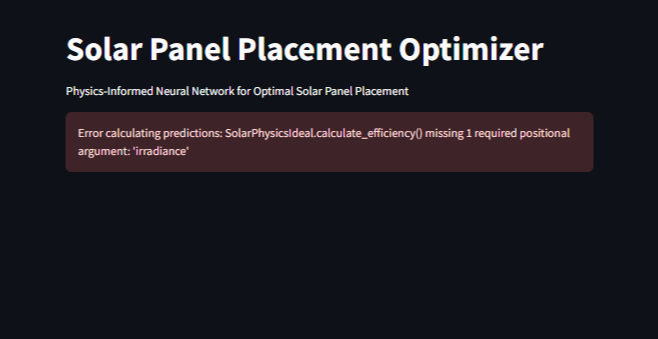 Solar Panel Placement Optimizer
Physics-Informed Neural Network for Optimal Solar Panel Placement
Error calculating predictions: SolarPhysicsIdeal.calculate_efficiency() missing 1 required positional
argument: 'irradiance'